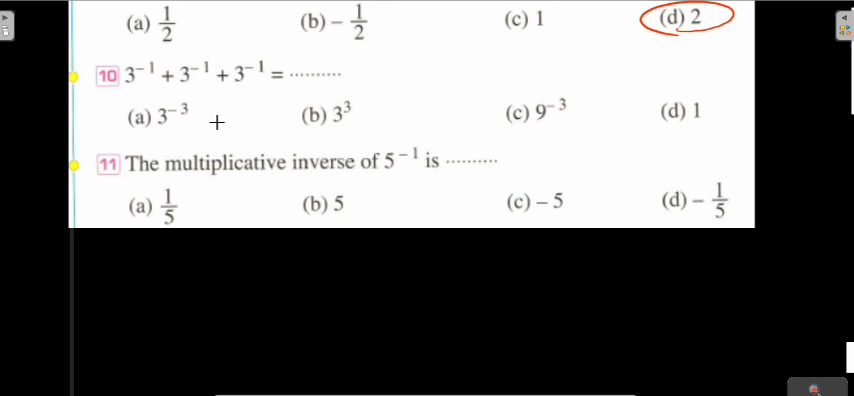 (a) 1/2 (b) – 1/2 (c) 1 (d) 2
10 3⁻¹ + 3⁻¹ + 3⁻¹ = ..........
(a) 3⁻³ (b) 3³ (c) 9⁻³ (d) 1
11 The multiplicative inverse of 5⁻¹ is ..........
(a) 1/5 (b) 5 (c) – 5 (d) – 1/5